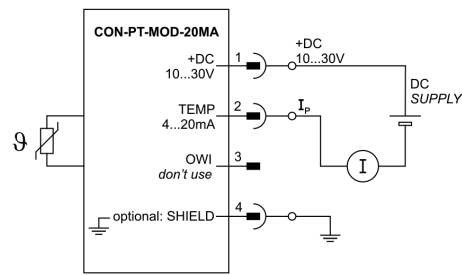 CON-PT-MOD-20MA
+DC 1
10...30V
+DC
10...30V
DC
SUPPLY
TEMP 2
4...20mA
I_P
ϑ
I
OWI 3
don't use
optional: SHIELD 4